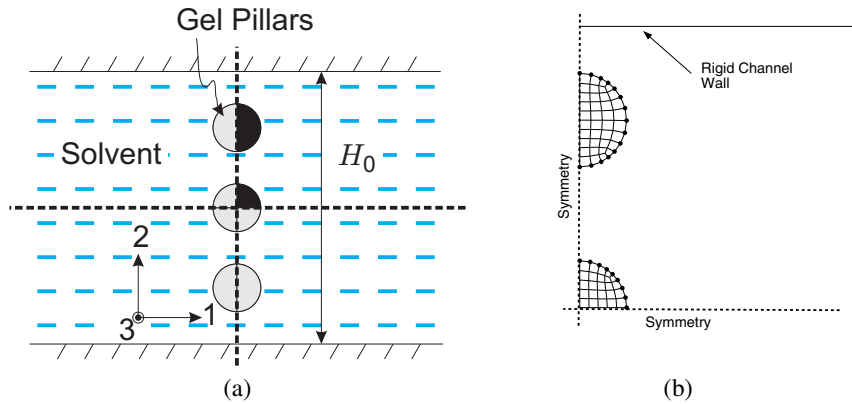 Gel Pillars
Solvent
H₀
2
1
3
(a)
Rigid Channel
Wall
Symmetry
Symmetry
(b)